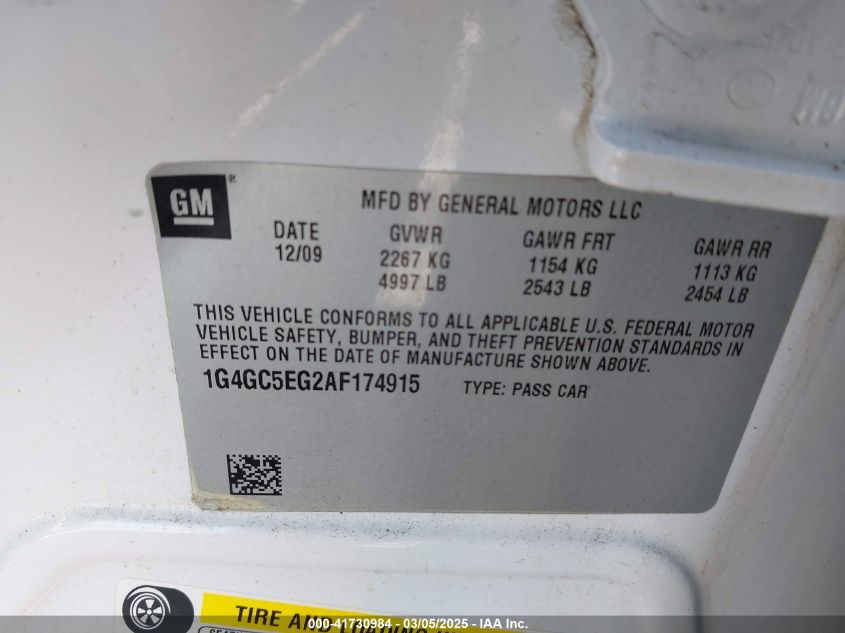 GM® MFD BY GENERAL MOTORS LLC
DATE GVWR GAWR FRT GAWR RR
12/09 2267 KG 1154 KG 1113 KG
4997 LB 2543 LB 2454 LB
THIS VEHICLE CONFORMS TO ALL APPLICABLE U.S. FEDERAL MOTOR
VEHICLE SAFETY, BUMPER, AND THEFT PREVENTION STANDARDS IN
EFFECT ON THE DATE OF MANUFACTURE SHOWN ABOVE.
1G4GC5EG2AF174915 TYPE: PASS CAR
TIRE AND LOADING
000-41730984 - 03/05/2025 - IAA Inc.